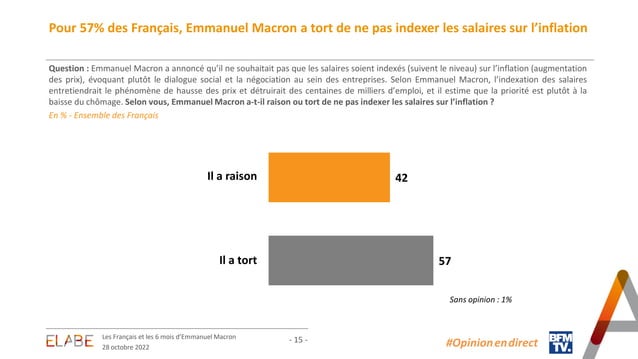 Pour 57% des Français, Emmanuel Macron a tort de ne pas indexer les salaires sur l’inflation
Question : Emmanuel Macron a annoncé qu’il ne souhaitait pas que les salaires soient indexés (suivent le niveau) sur l’inflation (augmentation
des prix), évoquant plutôt le dialogue social et la négociation au sein des entreprises. Selon Emmanuel Macron, l’indexation des salaires
entretiendrait le phénomène de hausse des prix et détruirait des centaines de milliers d’emploi, et il estime que la priorité est plutôt à la
baisse du chômage. Selon vous, Emmanuel Macron a-t-il raison ou tort de ne pas indexer les salaires sur l’inflation ?
En % - Ensemble des Français
Il a raison 42
Il a tort 57
Sans opinion : 1%
ELABE
Les Français et les 6 mois d’Emmanuel Macron
28 octobre 2022
- 15 -
#Opinion en direct
BFM
TV.